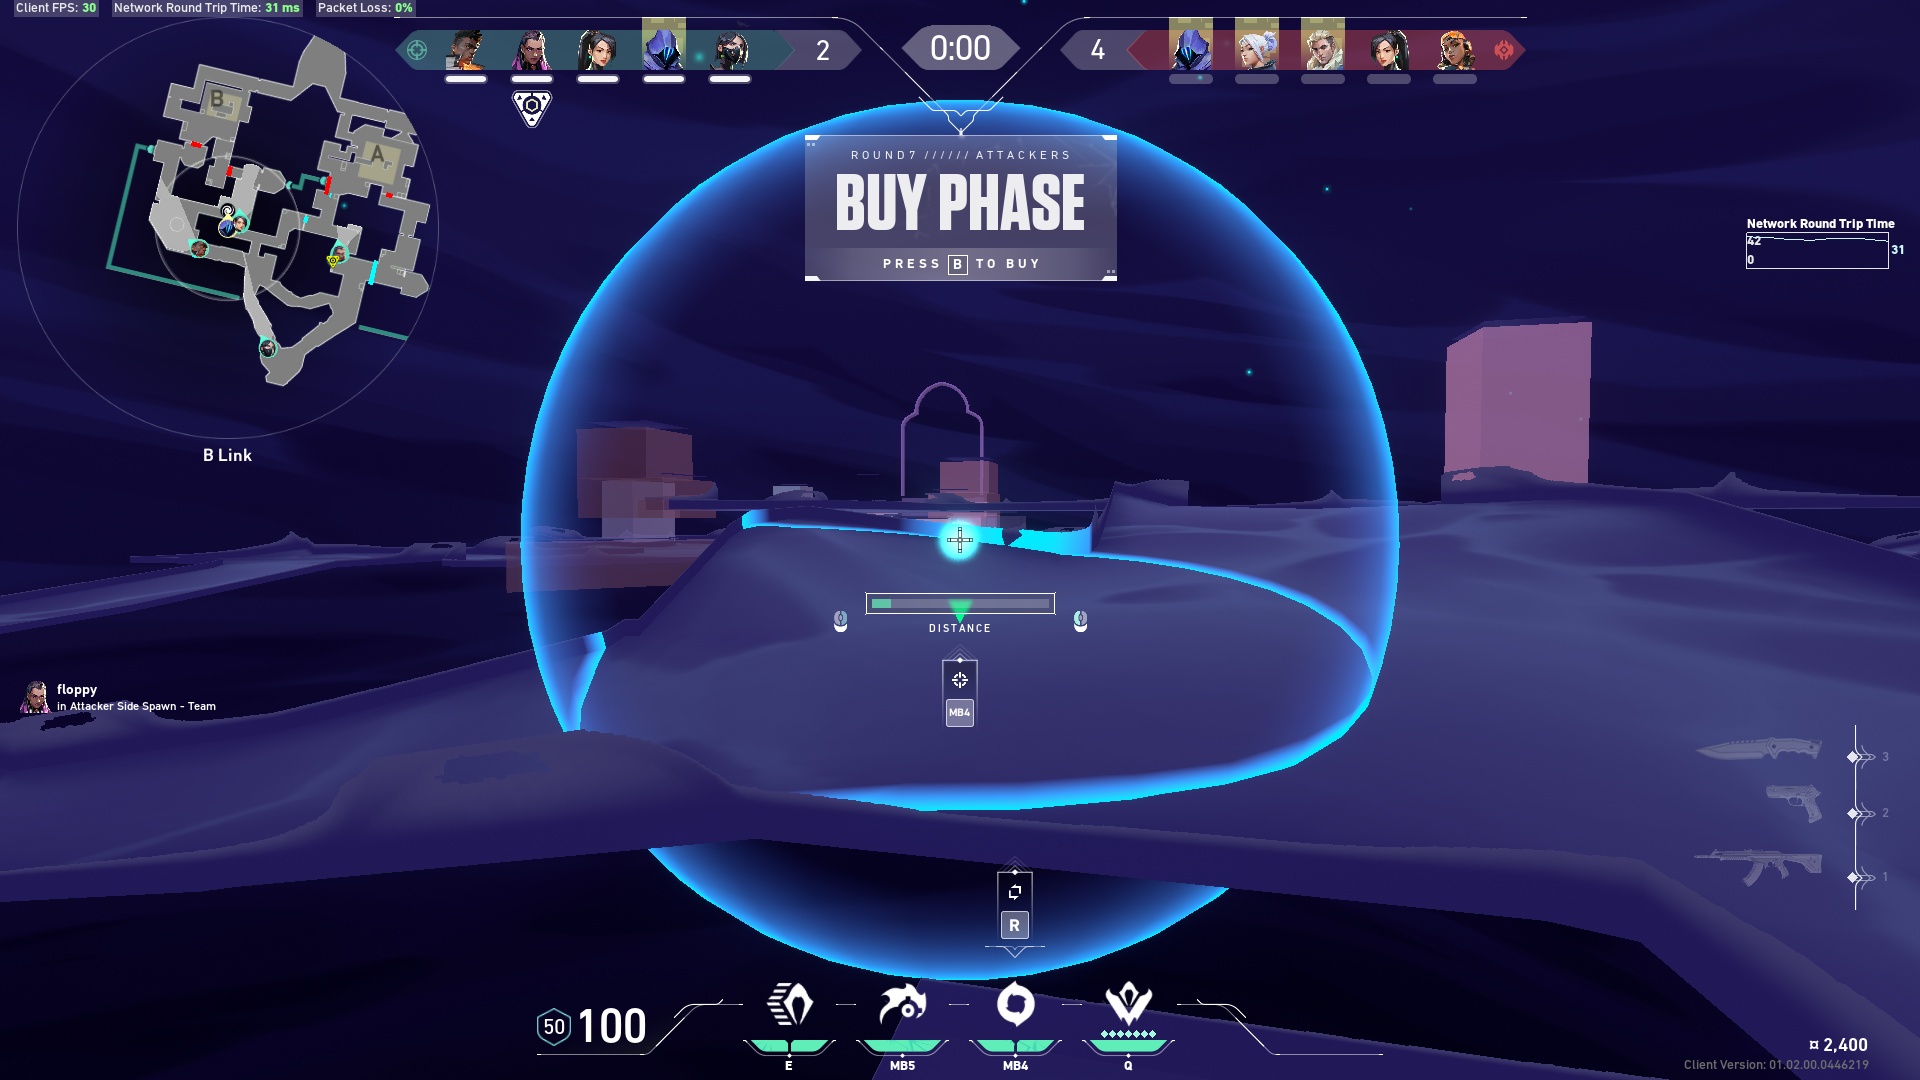 Client FPS: 30 Network Round Trip Time: 31 ms Packet Loss: 0%
2 0:00 4
B
A
ROUND 7 ////// ATTACKERS
BUY PHASE
PRESS B TO BUY
Network Round Trip Time
42
31
0
B Link
DISTANCE
MB4
floppy
in Attacker Side Spawn - Team
3
2
1
R
50 100
E MB5 MB4 Q
¤ 2,400
Client Version: 01.02.00.0446219